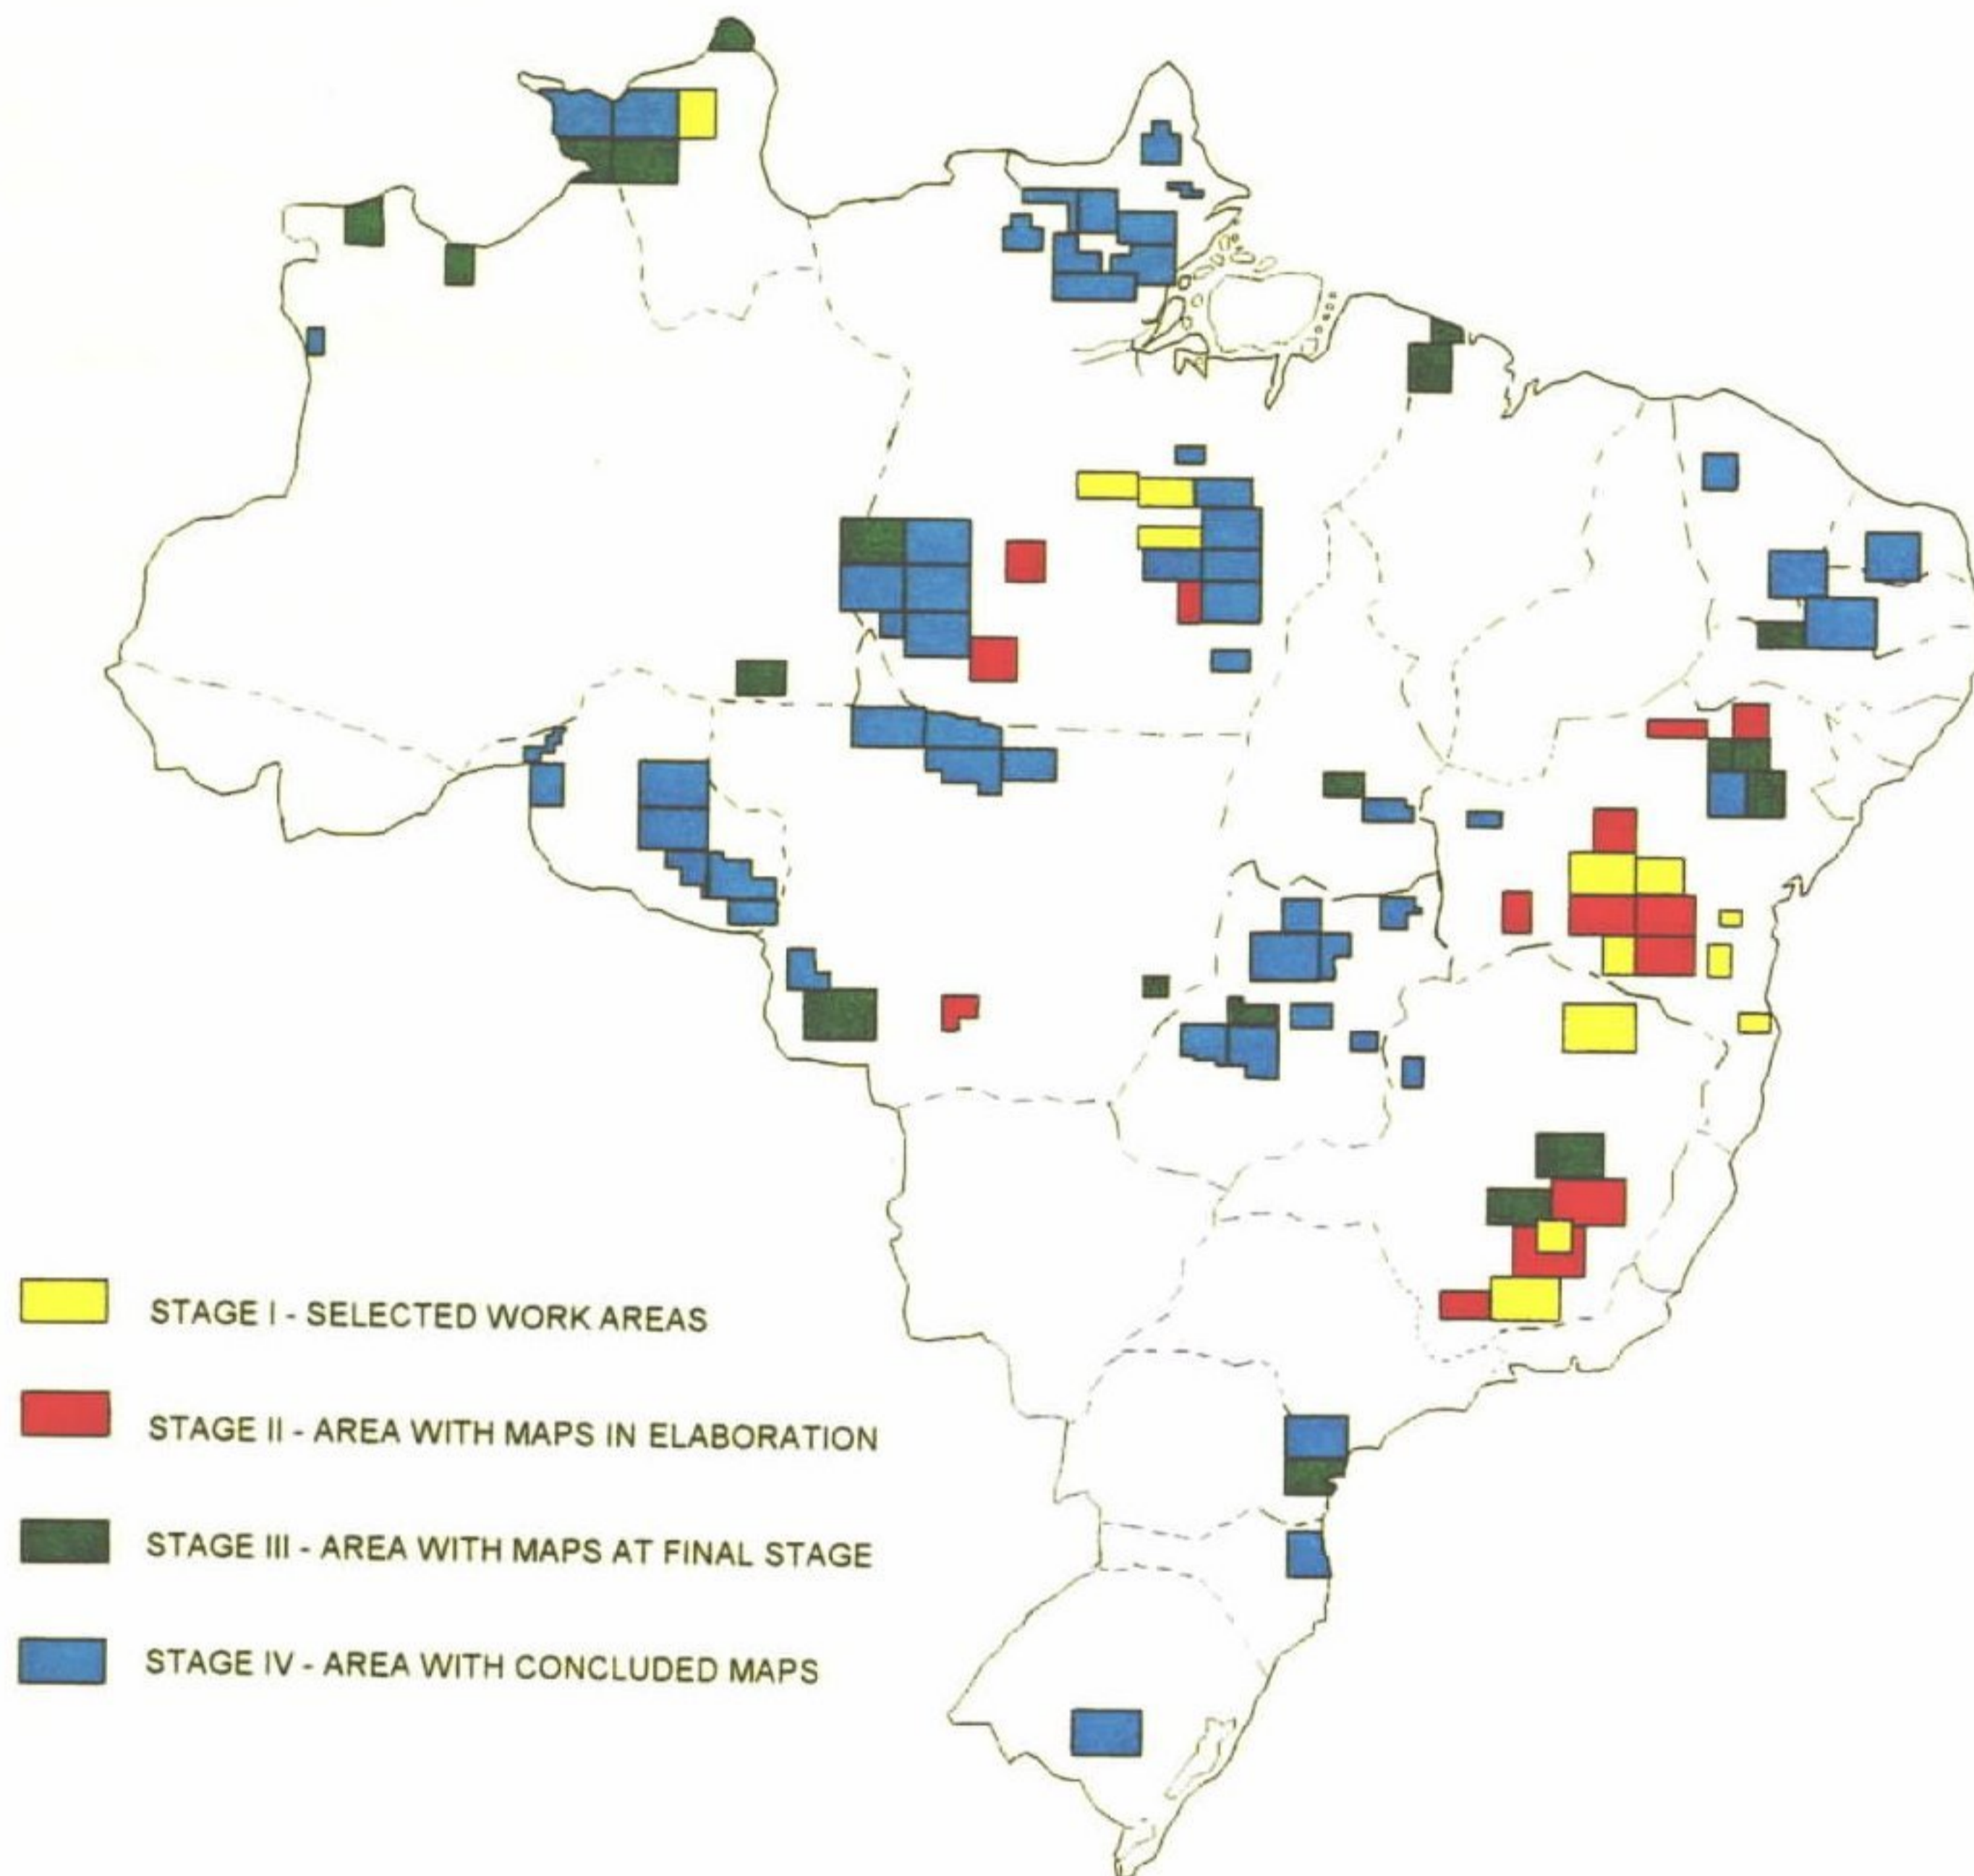 STAGE I - SELECTED WORK AREAS
STAGE II - AREA WITH MAPS IN ELABORATION
STAGE III - AREA WITH MAPS AT FINAL STAGE
STAGE IV - AREA WITH CONCLUDED MAPS